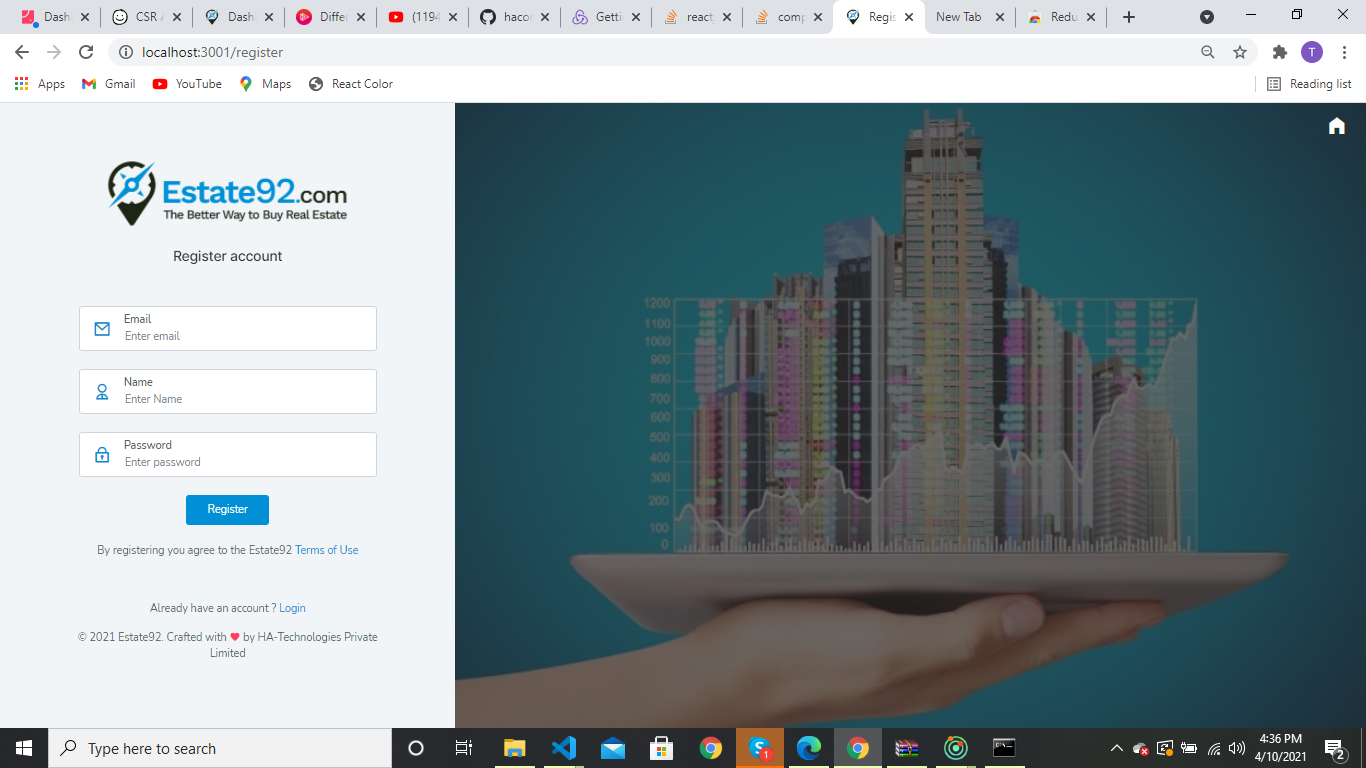 Dash
CSR A
Dash
Differ
(1194
haco
Getti
react
comp
Regis
New Tab
Redu
localhost:3001/register
T
Apps
Gmail
YouTube
Maps
React Color
Reading list
Estate92.com
The Better Way to Buy Real Estate
Register account
Email
Enter email
Name
Enter Name
Password
Enter password
Register
By registering you agree to the Estate92 Terms of Use
Already have an account ? Login
© 2021 Estate92. Crafted with ❤ by HA-Technologies Private
Limited
1200
1100
1000
900
800
700
600
500
400
300
200
100
0
Type here to search
1
4:36 PM
4/10/2021
2